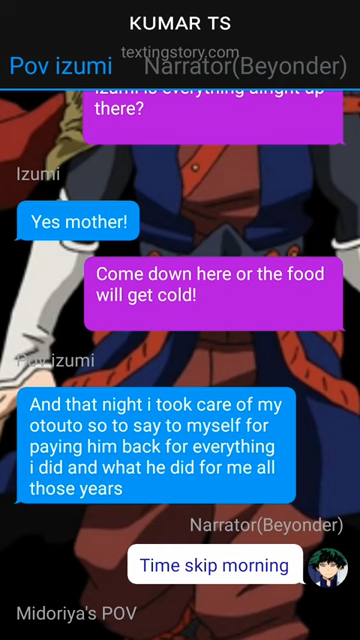 KUMAR TS
textingstory.com
Pov izumi
Narrator(Beyonder)
Izumi is everything alright up
there?
Izumi
Yes mother!
Come down here or the food
will get cold!
Pov izumi
And that night i took care of my
otouto so to say to myself for
paying him back for everything
i did and what he did for me all
those years
Narrator(Beyonder)
Time skip morning
Midoriya's POV